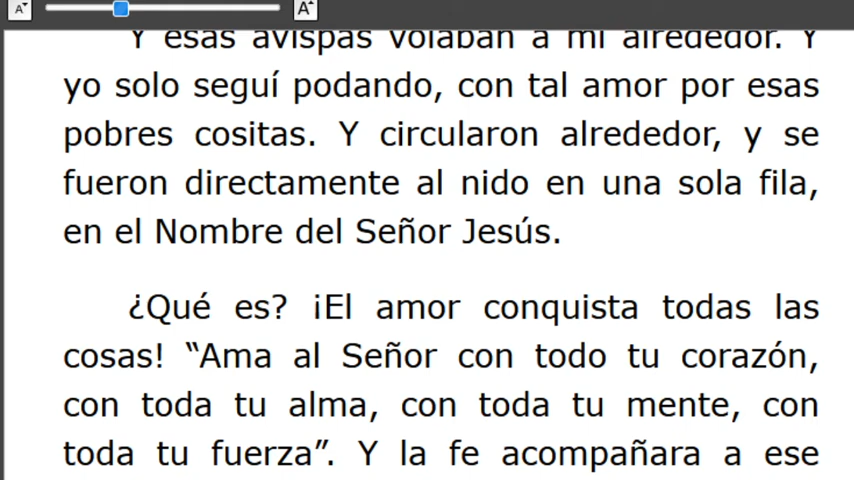 A
A
Y esas avispas volaban a mi alrededor. Y
yo solo seguí podando, con tal amor por esas
pobres cositas. Y circularon alrededor, y se
fueron directamente al nido en una sola fila,
en el Nombre del Señor Jesús.
¿Qué es? ¡El amor conquista todas las
cosas! “Ama al Señor con todo tu corazón,
con toda tu alma, con toda tu mente, con
toda tu fuerza”. Y la fe acompañara a ese